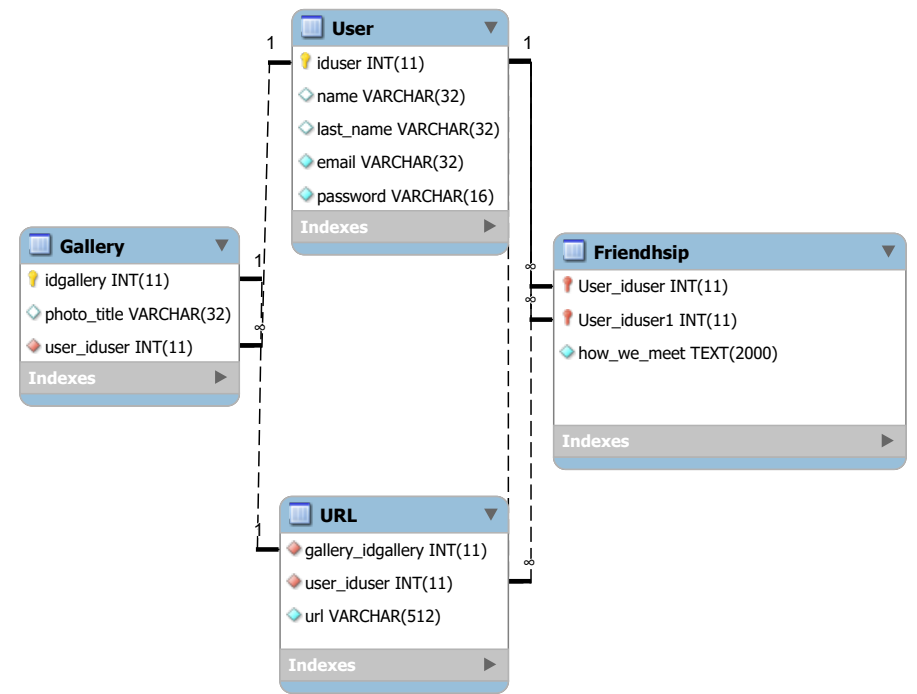 User
iduser INT(11)
name VARCHAR(32)
last_name VARCHAR(32)
email VARCHAR(32)
password VARCHAR(16)
Indexes
1
1
Gallery
idgallery INT(11)
photo_title VARCHAR(32)
user_iduser INT(11)
Indexes
1
∞
Friendhsip
User_iduser INT(11)
User_iduser1 INT(11)
how_we_meet TEXT(2000)
Indexes
∞
∞
URL
gallery_idgallery INT(11)
user_iduser INT(11)
url VARCHAR(512)
Indexes
1
∞